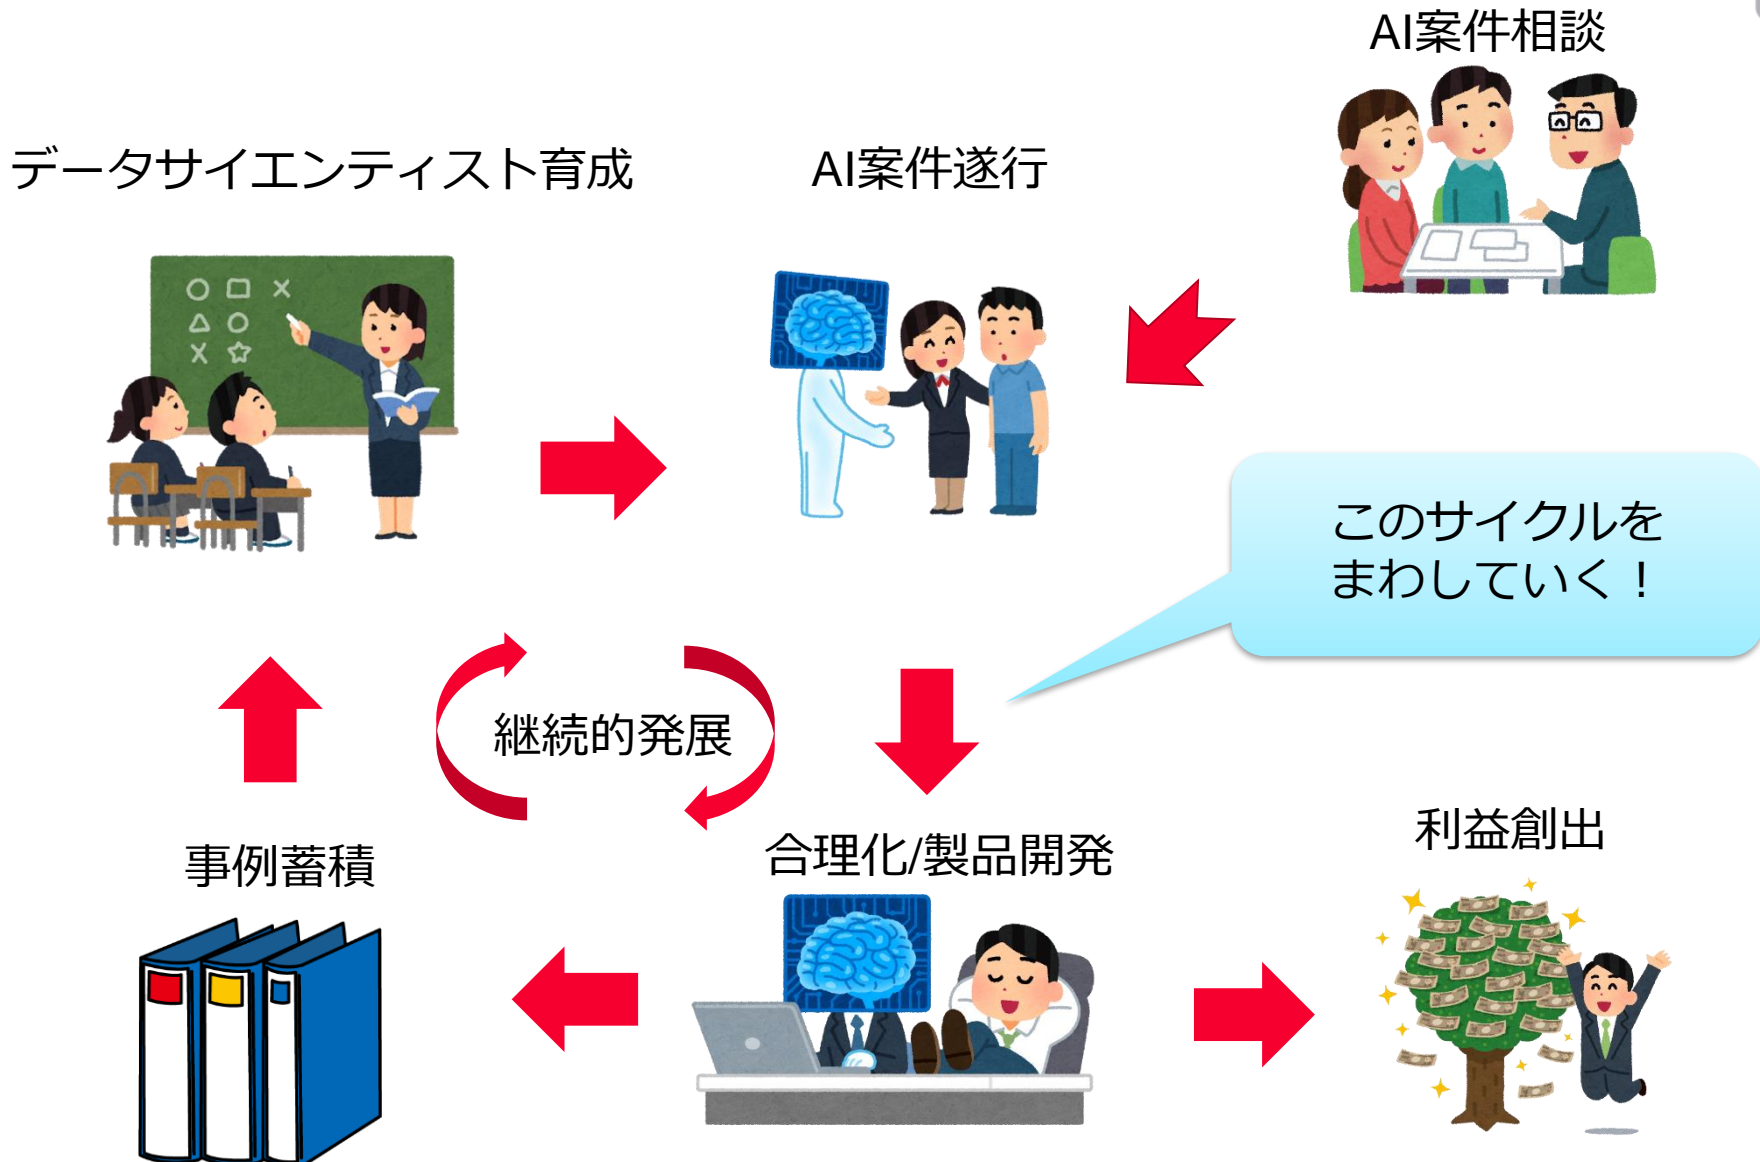 AI案件相談
データサイエンティスト育成
AI案件遂行
このサイクルを
まわしていく！
継続的発展
事例蓄積
合理化/製品開発
利益創出